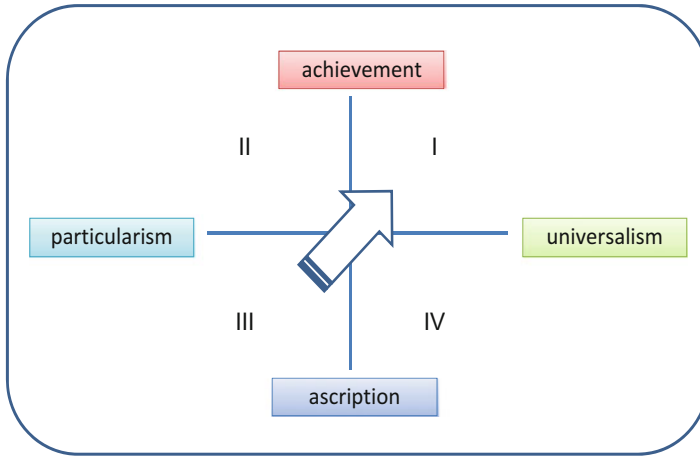 achievement
II
I
particularism
universalism
III
IV
ascription